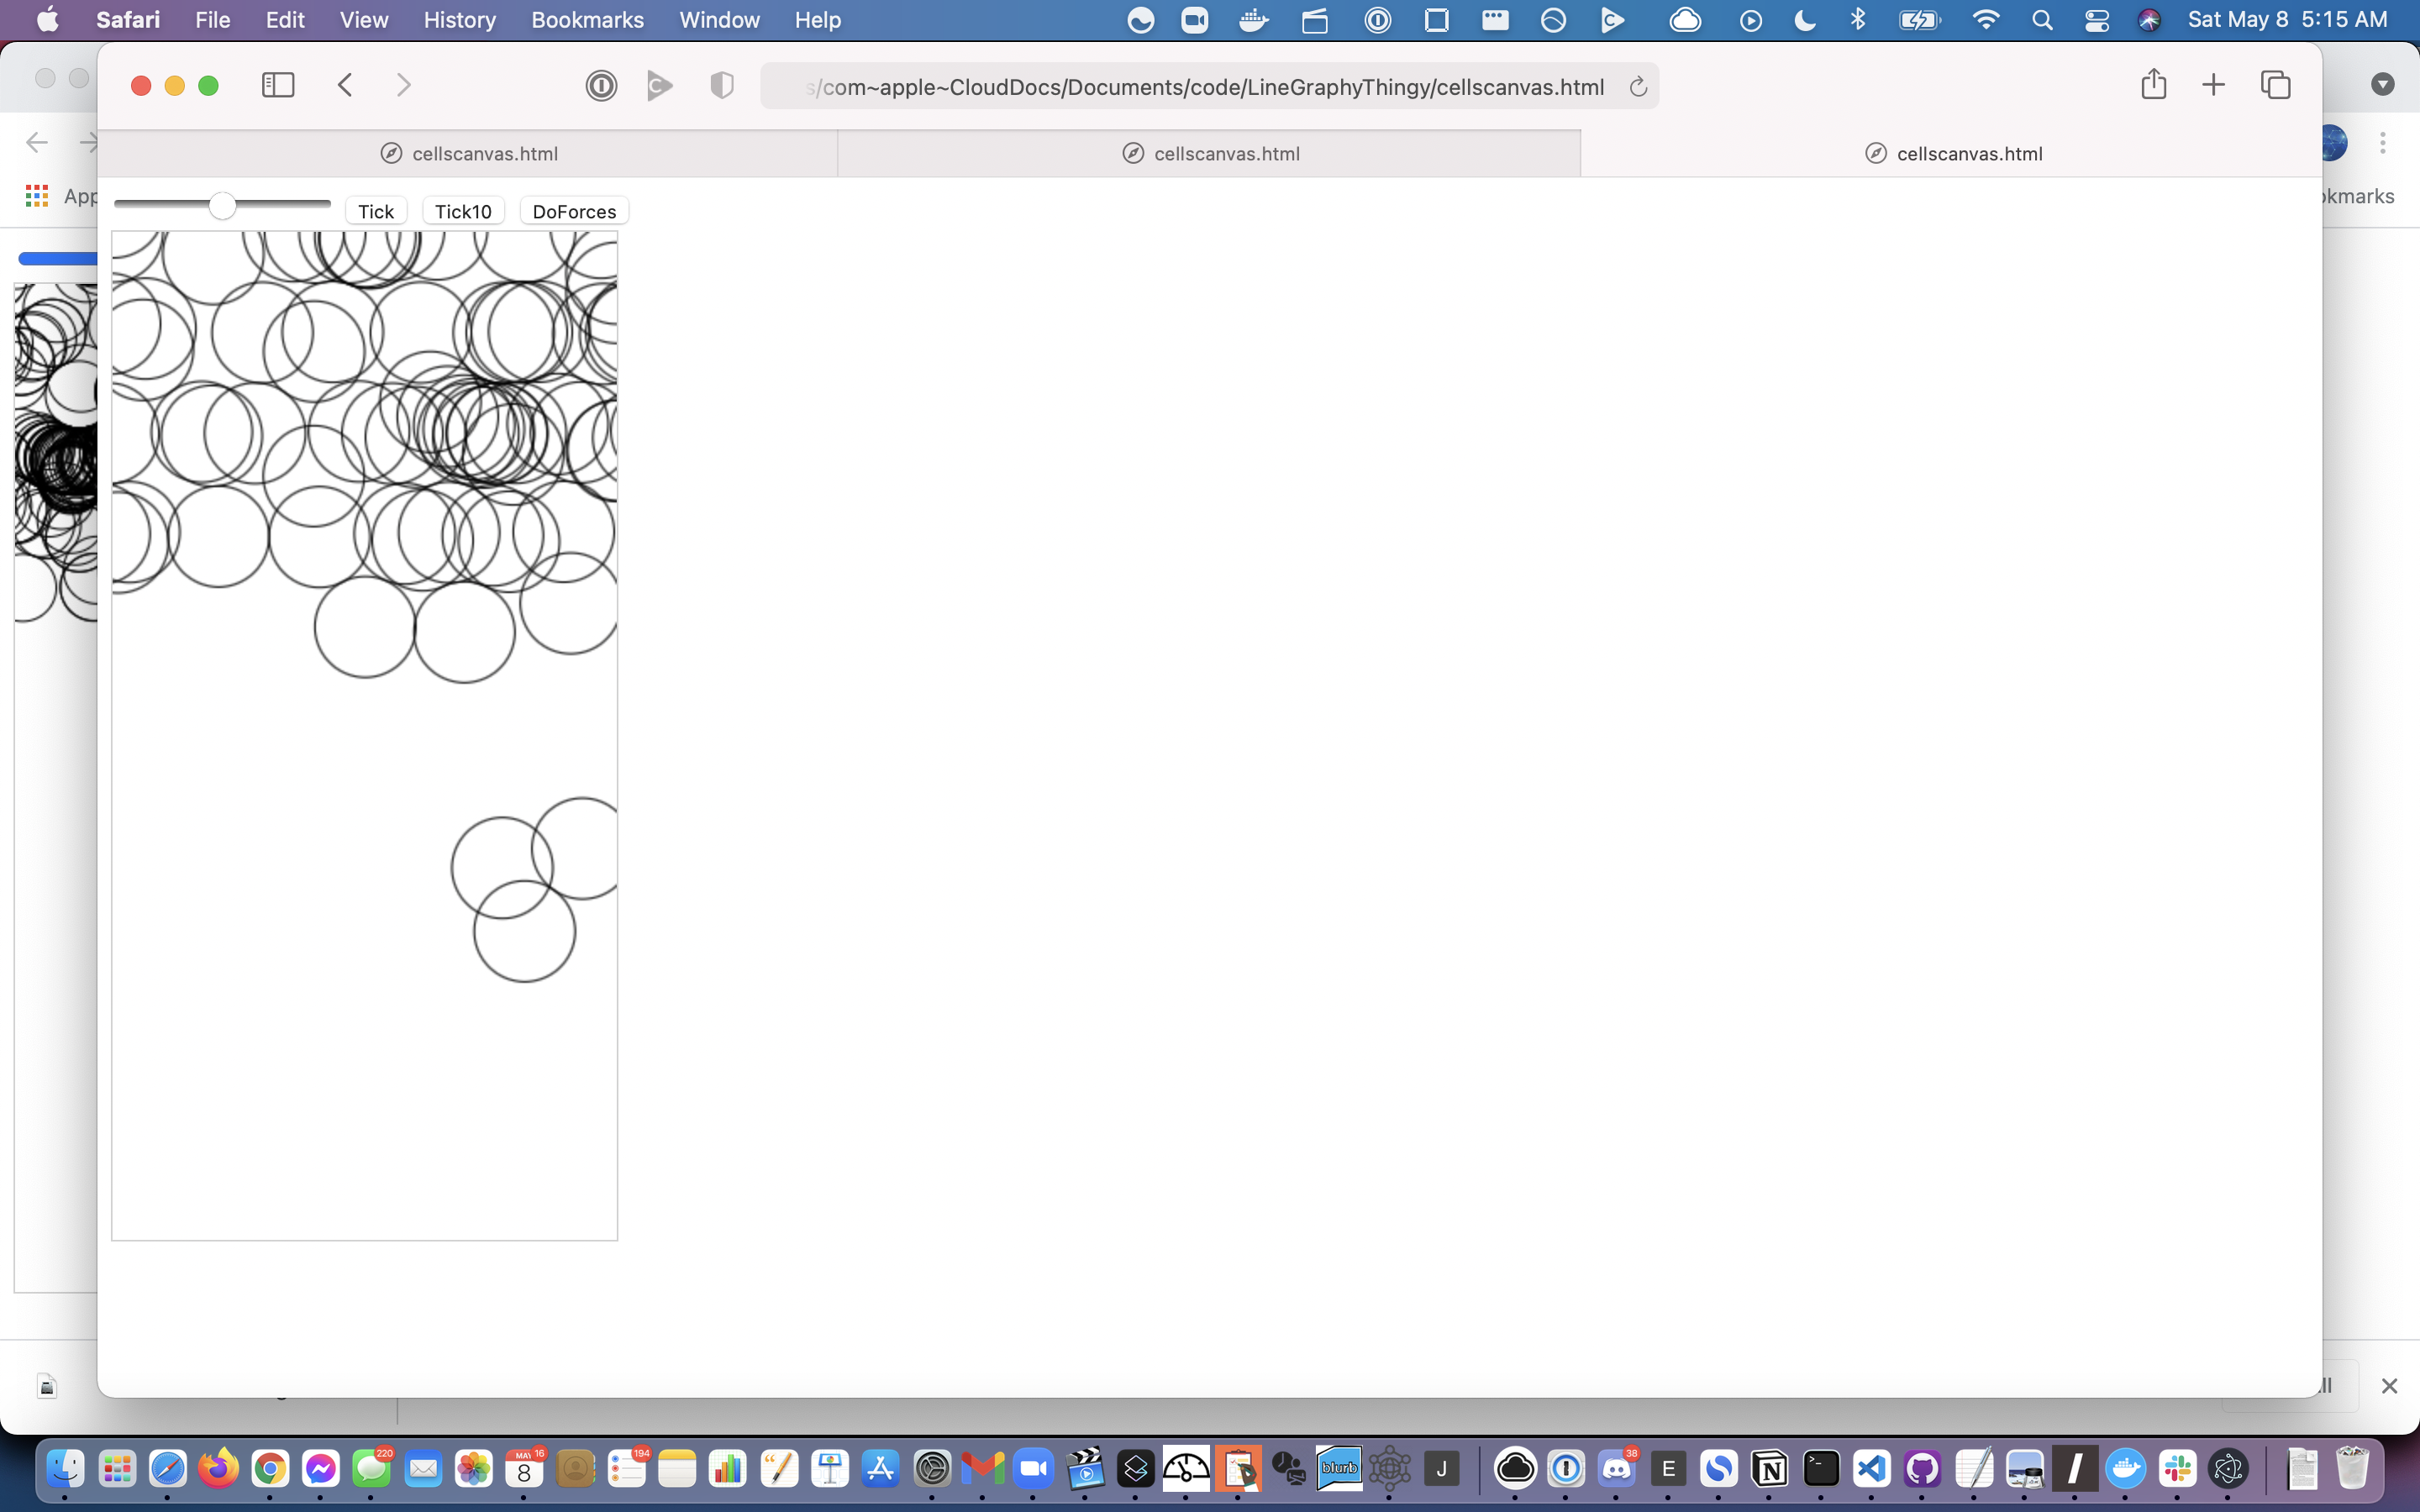 Safari File Edit View History Bookmarks Window Help Sat May 8 5:15 AM
s/com~apple~CloudDocs/Documents/code/LineGraphyThingy/cellscanvas.html
cellscanvas.html cellscanvas.html cellscanvas.html
App okmarks
Tick Tick10 DoForces
ll
220 MAY 16 194 38
8 blurb J E